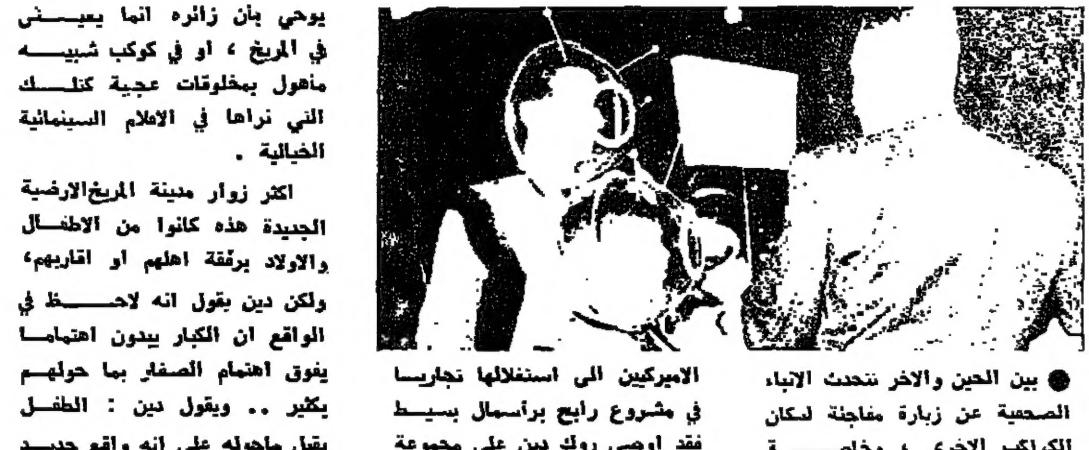 ● بين الحين والاخر تتحدث الانباء
الصحفية عن زيارة مفاجئة لسكان
الكواكب الاخرى ، وخاصة
الاميركيين الى استغلالها تجاريا
في مشروع رابح برأسمال بسيط
فقد اوصى روك دين على مجموعة
يوحي بأن زائره انما يعيش في
في المريخ ، او في كوكب شبيه
مأهول بمخلوقات عجيبة كتلك
التي نراها في الافلام السينمائية
الخيالية .
اكثر زوار مدينة المريخ الارضية
الجديدة هذه كانوا من الاطفال
والاولاد برفقة اهلهم او اقاربهم،
ولكن دين يقول انه لاحظ في
الواقع ان الكبار يبدون اهتماما
يفوق اهتمام الصغار بما حولهم
بكثير .. ويقول دين : الطفل
يقبل ماحوله على انه واقع جديد